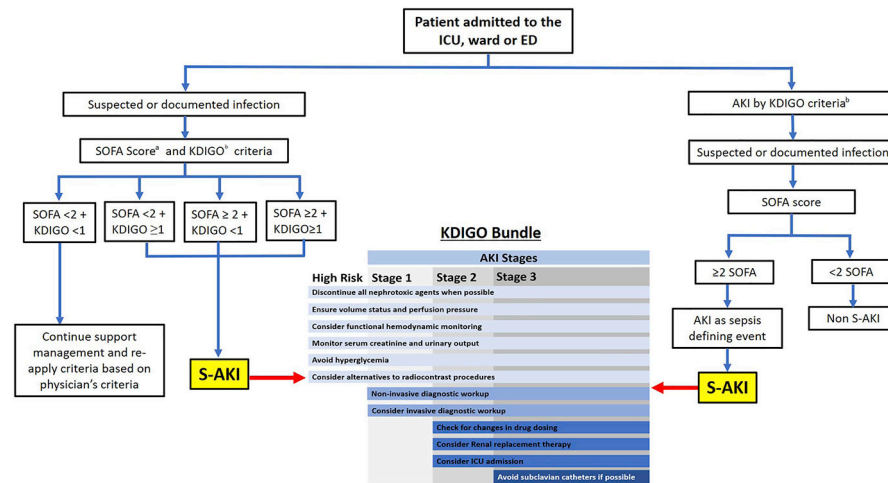 Patient admitted to the
ICU, ward or ED
Suspected or documented infection
SOFA Scoreᵃ and KDIGOᵇ criteria
SOFA <2 +
KDIGO <1
SOFA <2 +
KDIGO ≥1
SOFA ≥ 2 +
KDIGO <1
SOFA ≥2 +
KDIGO≥1
Continue support
management and re-
apply criteria based on
physician's criteria
S-AKI
KDIGO Bundle
AKI Stages
High Risk Stage 1 Stage 2 Stage 3
Discontinue all nephrotoxic agents when possible
Ensure volume status and perfusion pressure
Consider functional hemodynamic monitoring
Monitor serum creatinine and urinary output
Avoid hyperglycemia
Consider alternatives to radiocontrast procedures
Non-invasive diagnostic workup
Consider invasive diagnostic workup
Check for changes in drug dosing
Consider Renal replacement therapy
Consider ICU admission
Avoid subclavian catheters if possible
AKI by KDIGO criteriaᵇ
Suspected or documented infection
SOFA score
≥2 SOFA
<2 SOFA
AKI as sepsis
defining event
Non S-AKI
S-AKI